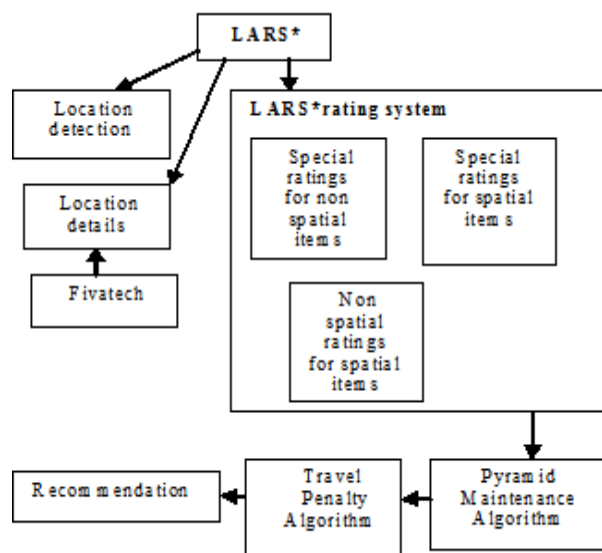 LARS*
Location
detection
LARS*rating system
Special
ratings
for non
spatial
items
Special
ratings
for spatial
items
Location
details
Fivatech
Non
spatial
ratings
for spatial
items
Recommendation
Travel
Penalty
Algorithm
Pyramid
Maintenance
Algorithm